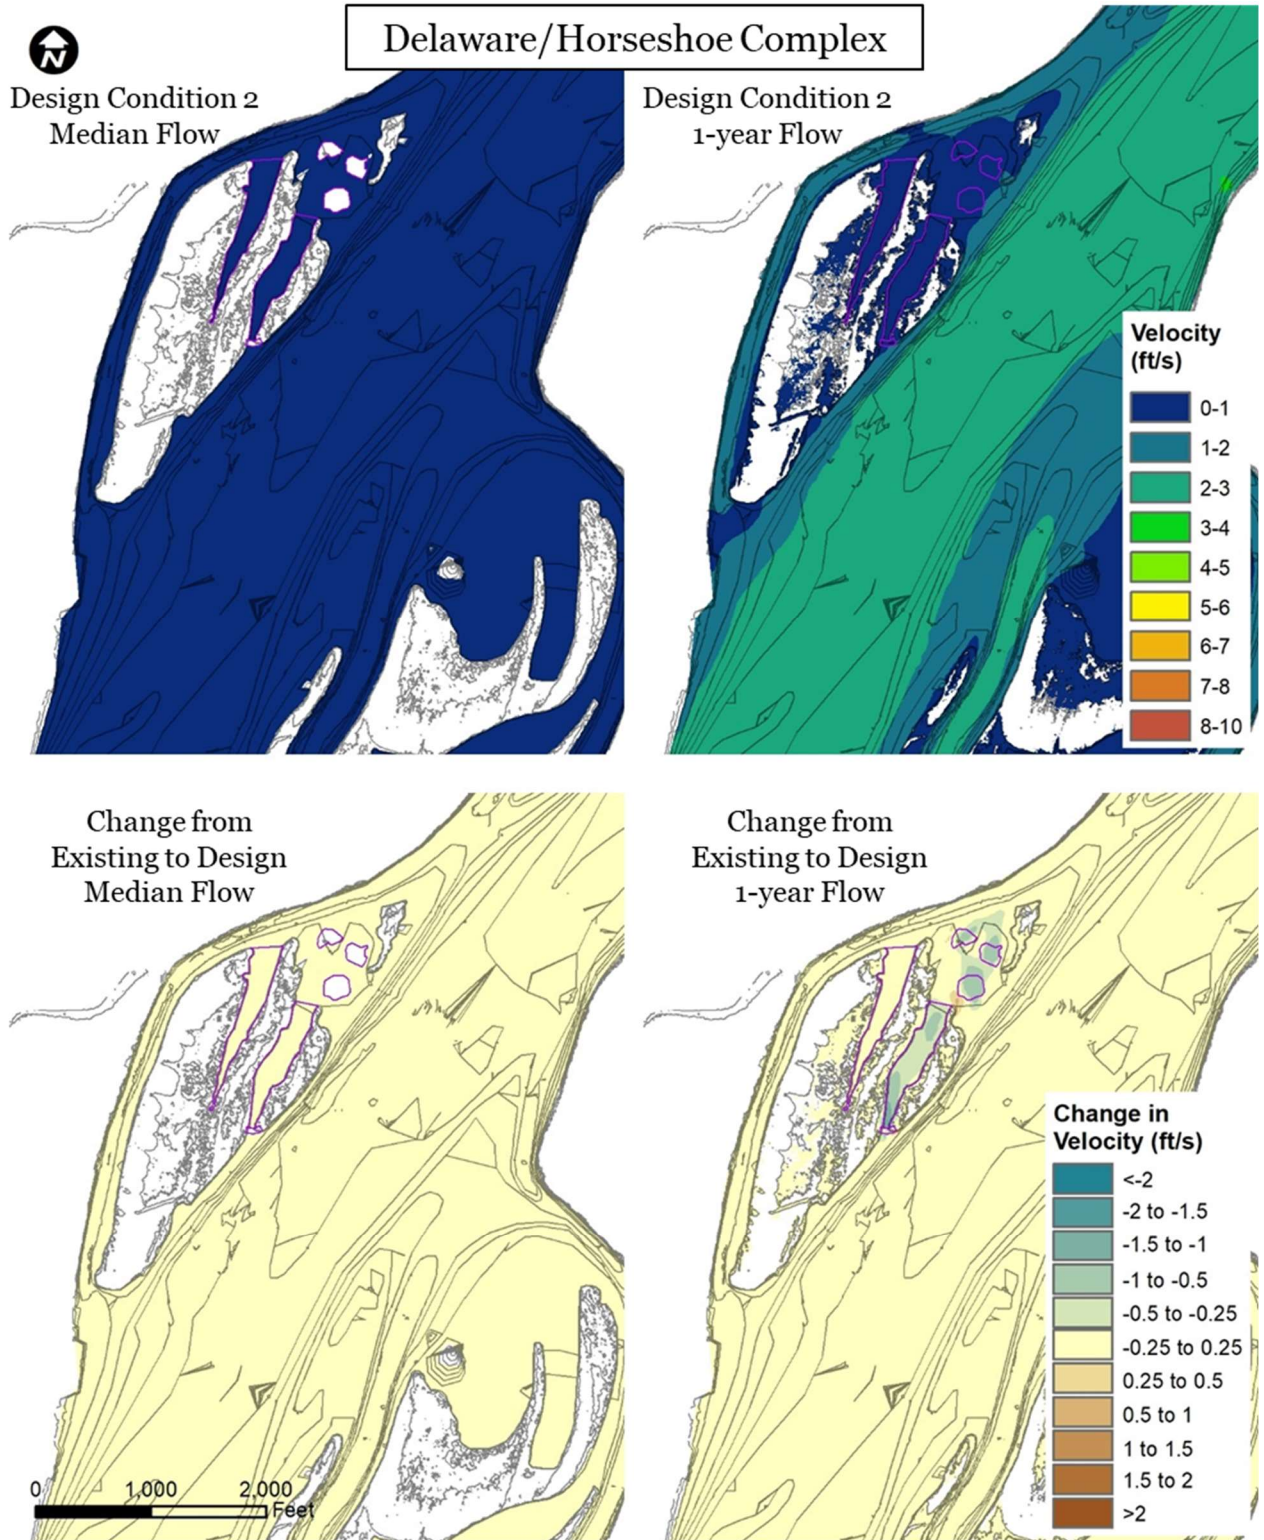 Delaware/Horseshoe Complex
N
Design Condition 2
Median Flow
Design Condition 2
1-year Flow
Velocity
(ft/s)
0-1
1-2
2-3
3-4
4-5
5-6
6-7
7-8
8-10
Change from
Existing to Design
Median Flow
Change from
Existing to Design
1-year Flow
Change in
Velocity (ft/s)
<-2
-2 to -1.5
-1.5 to -1
-1 to -0.5
-0.5 to -0.25
-0.25 to 0.25
0.25 to 0.5
0.5 to 1
1 to 1.5
1.5 to 2
>2
0 1,000 2,000
Feet